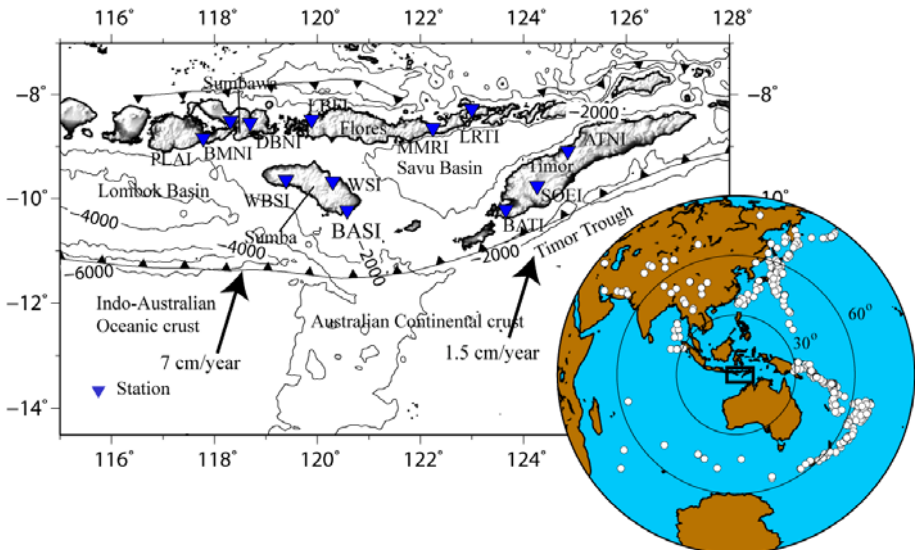 116° 118° 120° 122° 124° 126° 128°
−8° −8°
Sumbawa
Flores
PLAI BMNI DBNI MMRI LRTI ATNI
−2000
Savu Basin
Timor
SOEI
Lombok Basin
WBSI WSI
−10° −10°
BATI
−4000
Sumba BASI
−4000 −2000 −2000 Timor Trough
−6000
−12°
Indo-Australian
Oceanic crust
Australian Continental crust
7 cm/year 1.5 cm/year
Station
−14°
116° 118° 120° 122° 124°
60°
30°